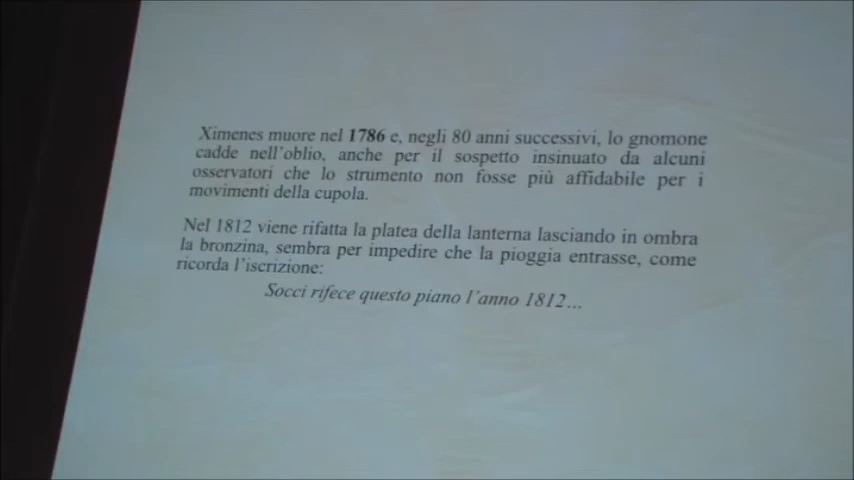 Ximenes muore nel 1786 e, negli 80 anni successivi, lo gnomone
cadde nell'oblio, anche per il sospetto insinuato da alcuni
osservatori che lo strumento non fosse più affidabile per i
movimenti della cupola.
Nel 1812 viene rifatta la platea della lanterna lasciando in ombra
la bronzina, sembra per impedire che la pioggia entrasse, come
ricorda l'iscrizione:
Socci rifece questo piano l'anno 1812...